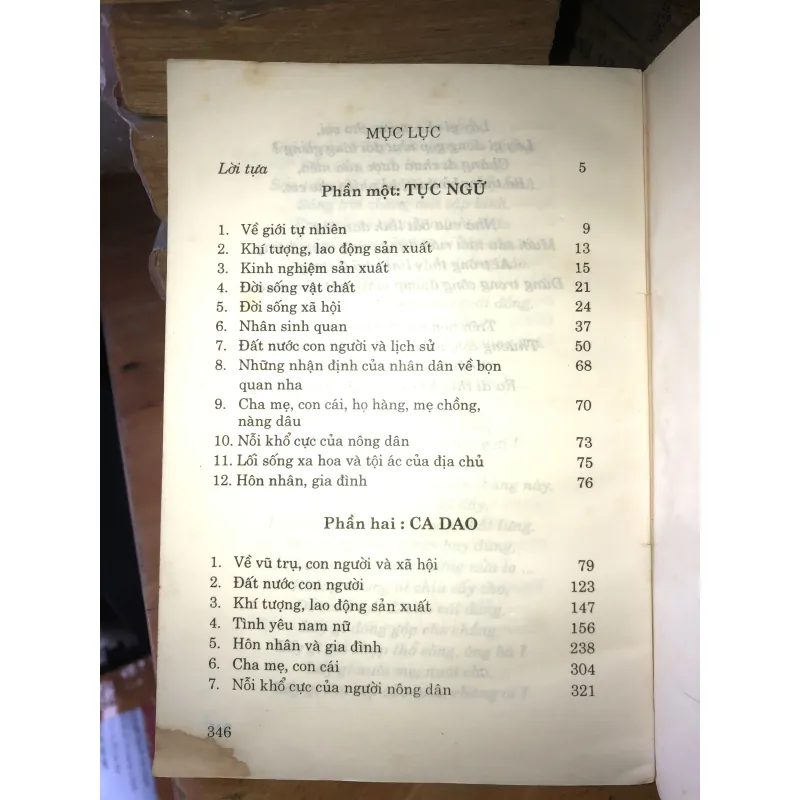 MỤC LỤC
Lời tựa 5
Phần một: TỤC NGỮ
1. Về giới tự nhiên 9
2. Khí tượng, lao động sản xuất 13
3. Kinh nghiệm sản xuất 15
4. Đời sống vật chất 21
5. Đời sống xã hội 24
6. Nhân sinh quan 37
7. Đất nước con người và lịch sử 50
8. Những nhận định của nhân dân về bọn 68
quan nha
9. Cha mẹ, con cái, họ hàng, mẹ chồng, 70
nàng dâu
10. Nỗi khổ cực của nông dân 73
11. Lối sống xa hoa và tội ác của địa chủ 75
12. Hôn nhân, gia đình 76
Phần hai : CA DAO
1. Về vũ trụ, con người và xã hội 79
2. Đất nước con người 123
3. Khí tượng, lao động sản xuất 147
4. Tình yêu nam nữ 156
5. Hôn nhân và gia đình 238
6. Cha mẹ, con cái 304
7. Nỗi khổ cực của người nông dân 321
346